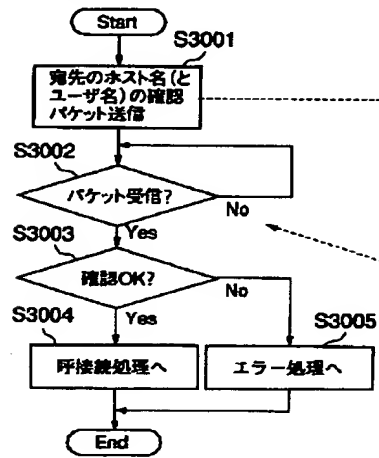 Start
S3001
宛先のホスト名(と
ユーザ名)の確認
パケット送信
S3002
パケット受信?
No
Yes
S3003
確認OK?
No
Yes
S3004
S3005
呼接続処理へ
エラー処理へ
End